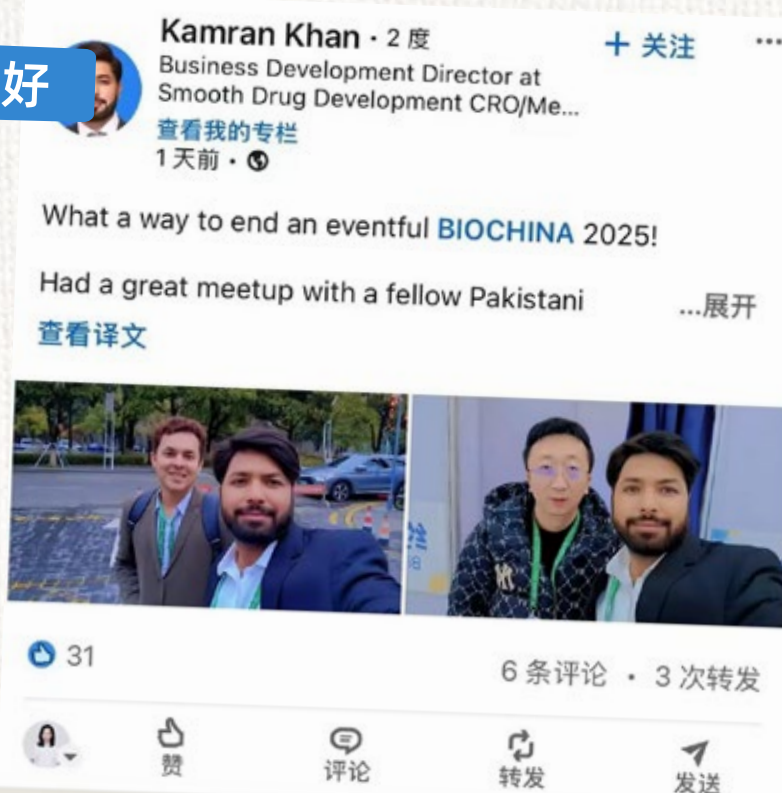 好
Kamran Khan · 2 度
+ 关注
Business Development Director at
Smooth Drug Development CRO/Me...
查看我的专栏
1 天前 ·
What a way to end an eventful BIOCHINA 2025!
Had a great meetup with a fellow Pakistani ...展开
查看译文
NY
31
6 条评论 · 3 次转发
赞
评论
转发
发送